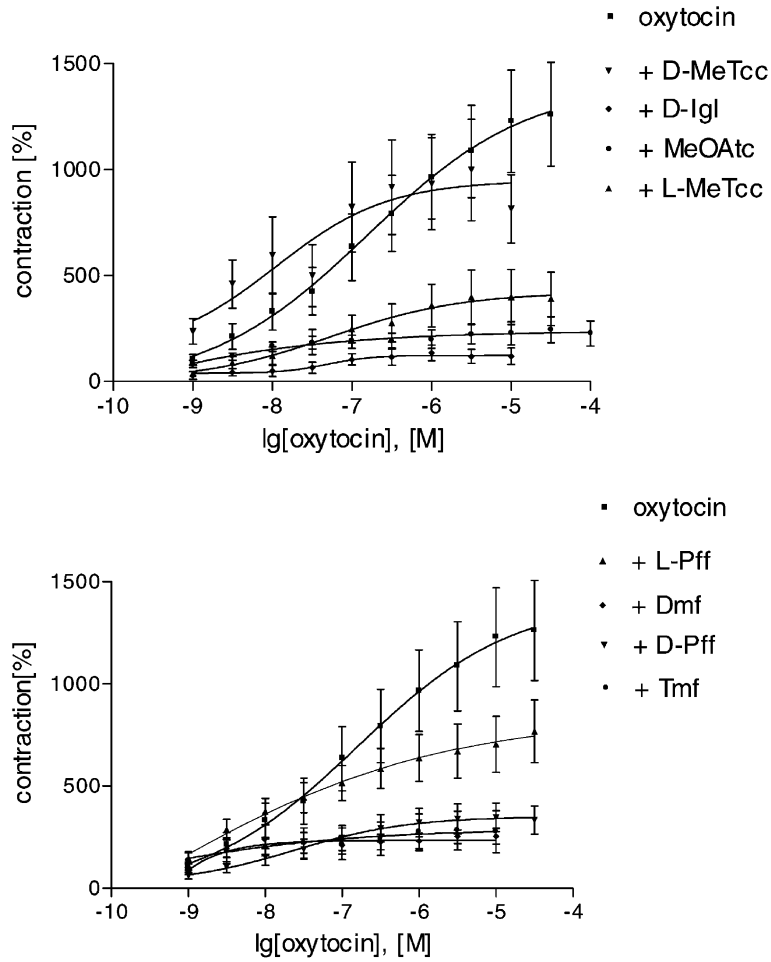 oxytocin
+ D-MeTcc
+ D-Igl
+ MeOAtc
+ L-MeTcc
contraction [%]
1500
1000
500
0
-10 -9 -8 -7 -6 -5 -4
lg[oxytocin], [M]
oxytocin
+ L-Pff
+ Dmf
+ D-Pff
+ Tmf
contraction[%]
1500
1000
500
0
-10 -9 -8 -7 -6 -5 -4
lg[oxytocin], [M]